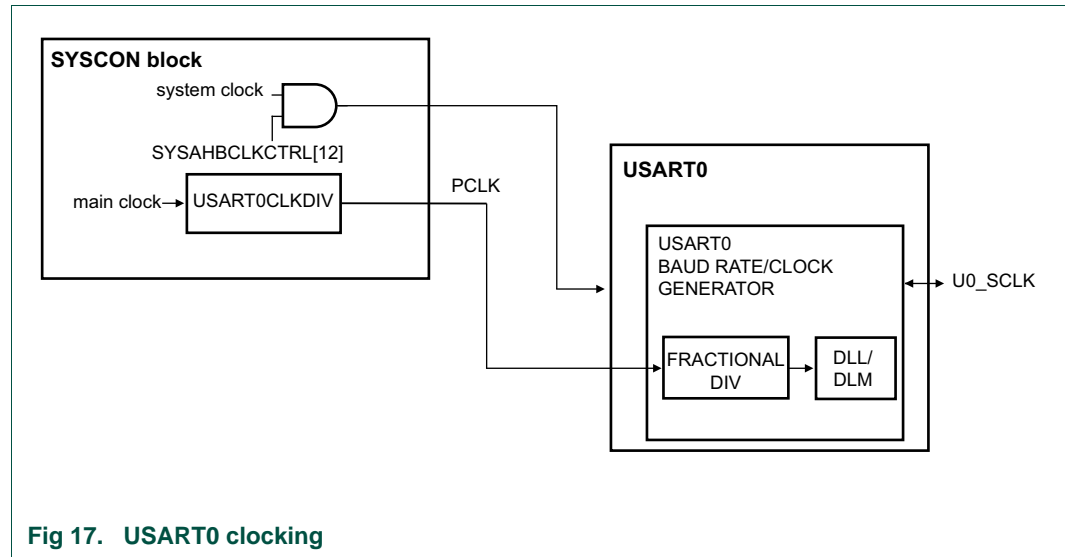 SYSCON block
system clock
SYSAHBCLKCTRL[12]
main clock
USART0CLKDIV
PCLK
USART0
USART0
BAUD RATE/CLOCK
GENERATOR
U0_SCLK
FRACTIONAL
DIV
DLL/
DLM
Fig 17. USART0 clocking